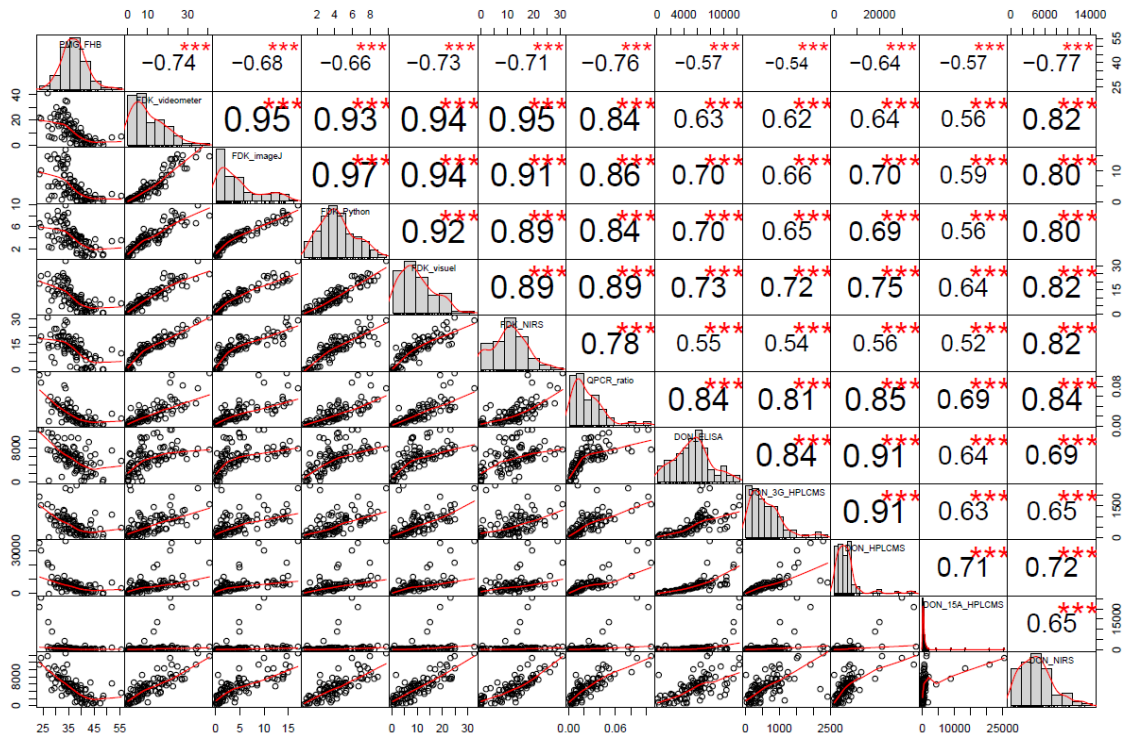 0 10 30 2 4 6 8 0 10 20 30 0 4000 10000 0 20000 0 6000 14000
PMG_FHB −0.74 *** −0.68 *** −0.66 *** −0.73 *** −0.71 *** −0.76 *** −0.57 *** −0.54 *** −0.64 *** −0.57 *** −0.77 *** 25 35 45 55
0 20 40 FDK_videometer 0.95 *** 0.93 *** 0.94 *** 0.95 *** 0.84 *** 0.63 *** 0.62 *** 0.64 *** 0.56 *** 0.82 ***
FDK_imageJ 0.97 *** 0.94 *** 0.91 *** 0.86 *** 0.70 *** 0.66 *** 0.70 *** 0.59 *** 0.80 *** 0 5 10
2 6 10 FDK_Python 0.92 *** 0.89 *** 0.84 *** 0.70 *** 0.65 *** 0.69 *** 0.56 *** 0.80 ***
FDK_visuel 0.89 *** 0.89 *** 0.73 *** 0.72 *** 0.75 *** 0.64 *** 0.82 *** 0 15 30
0 15 30 FDK_NIRS 0.78 *** 0.55 *** 0.54 *** 0.56 *** 0.52 *** 0.82 ***
QPCR_ratio 0.84 *** 0.81 *** 0.85 *** 0.69 *** 0.84 *** 0.00 0.08
0 8000 DON_ELISA 0.84 *** 0.91 *** 0.64 *** 0.69 ***
DON_3G_HPLCMS 0.91 *** 0.63 *** 0.65 *** 0 1500
0 30000 DON_HPLCMS 0.71 *** 0.72 ***
DON_15A_HPLCMS 0.65 *** 0 15000
0 8000 DON_NIRS
25 35 45 55 0 5 10 15 0 10 20 30 0.00 0.06 0 1000 0 10000 25000